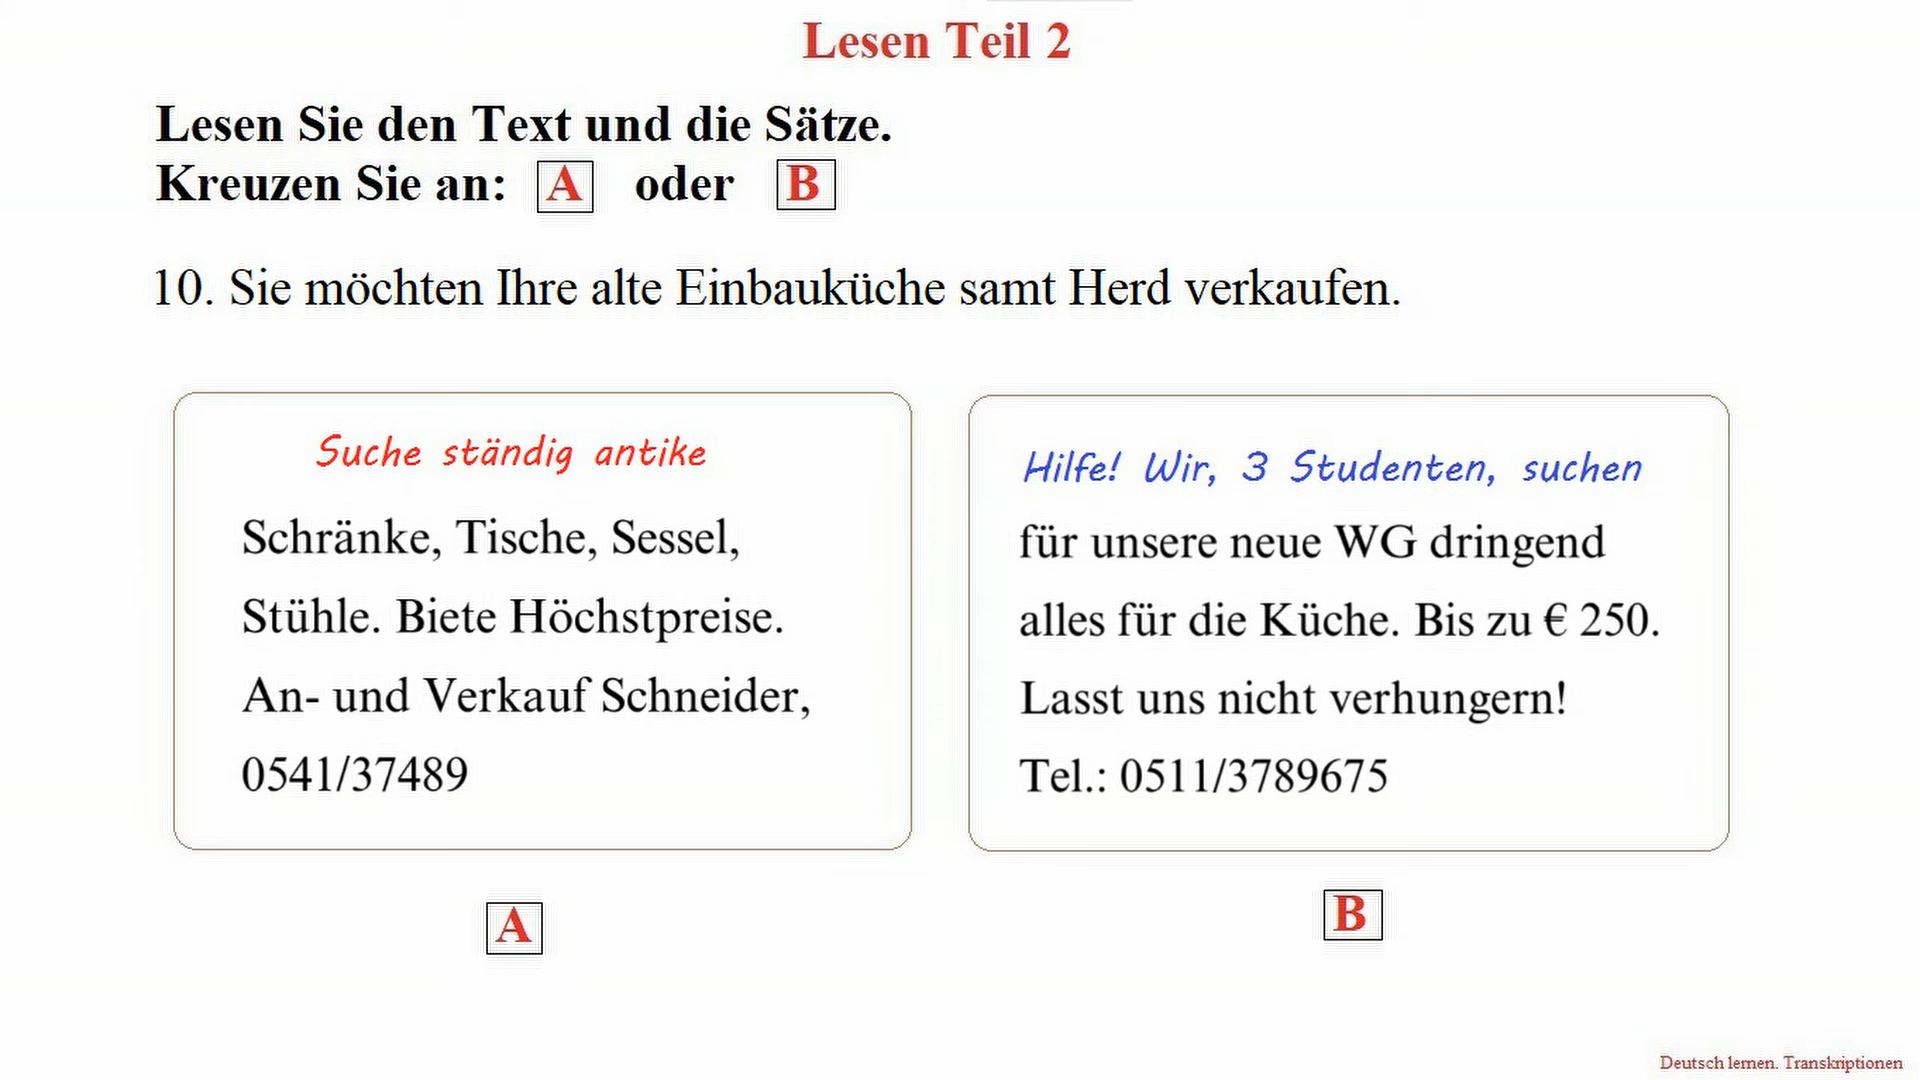 Lesen Teil 2
Lesen Sie den Text und die Sätze.
Kreuzen Sie an: A oder B
10. Sie möchten Ihre alte Einbauküche samt Herd verkaufen.
Suche ständig antike
Schränke, Tische, Sessel,
Stühle. Biete Höchstpreise.
An- und Verkauf Schneider,
0541/37489
A
Hilfe! Wir, 3 Studenten, suchen
für unsere neue WG dringend
alles für die Küche. Bis zu € 250.
Lasst uns nicht verhungern!
Tel.: 0511/3789675
B
Deutsch lernen. Transkriptionen